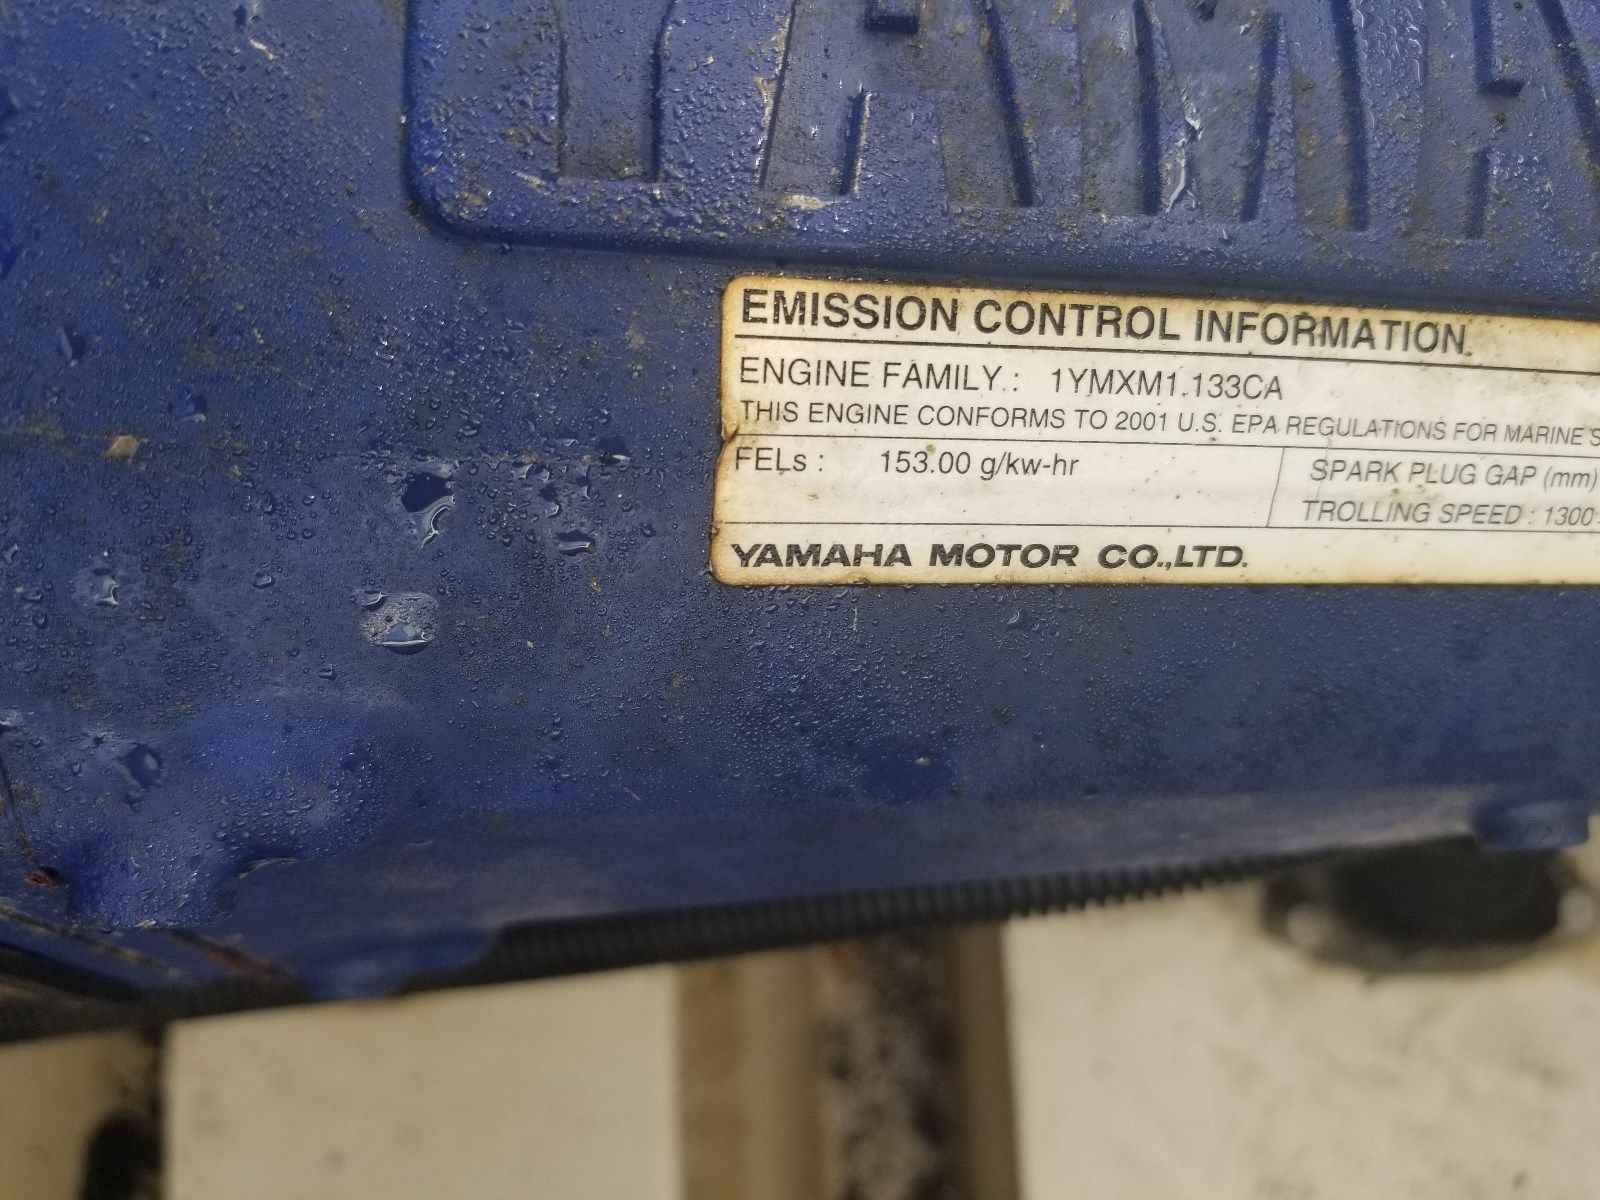 YAMA
EMISSION CONTROL INFORMATION
ENGINE FAMILY : 1YMXM1.133CA
THIS ENGINE CONFORMS TO 2001 U.S. EPA REGULATIONS FOR MARINE S
FELs : 153.00 g/kw-hr
SPARK PLUG GAP (mm)
TROLLING SPEED : 1300
YAMAHA MOTOR CO.,LTD.